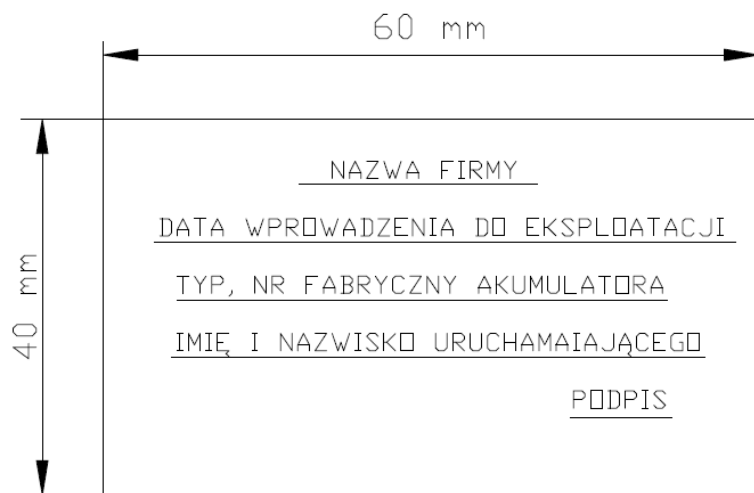 60 mm
40 mm
NAZWA FIRMY
DATA WPROWADZENIA DO EKSPLOATACJI
TYP, NR FABRYCZNY AKUMULATORA
IMIĘ I NAZWISKO URUCHAMAIAJĄCEGO
PODPIS